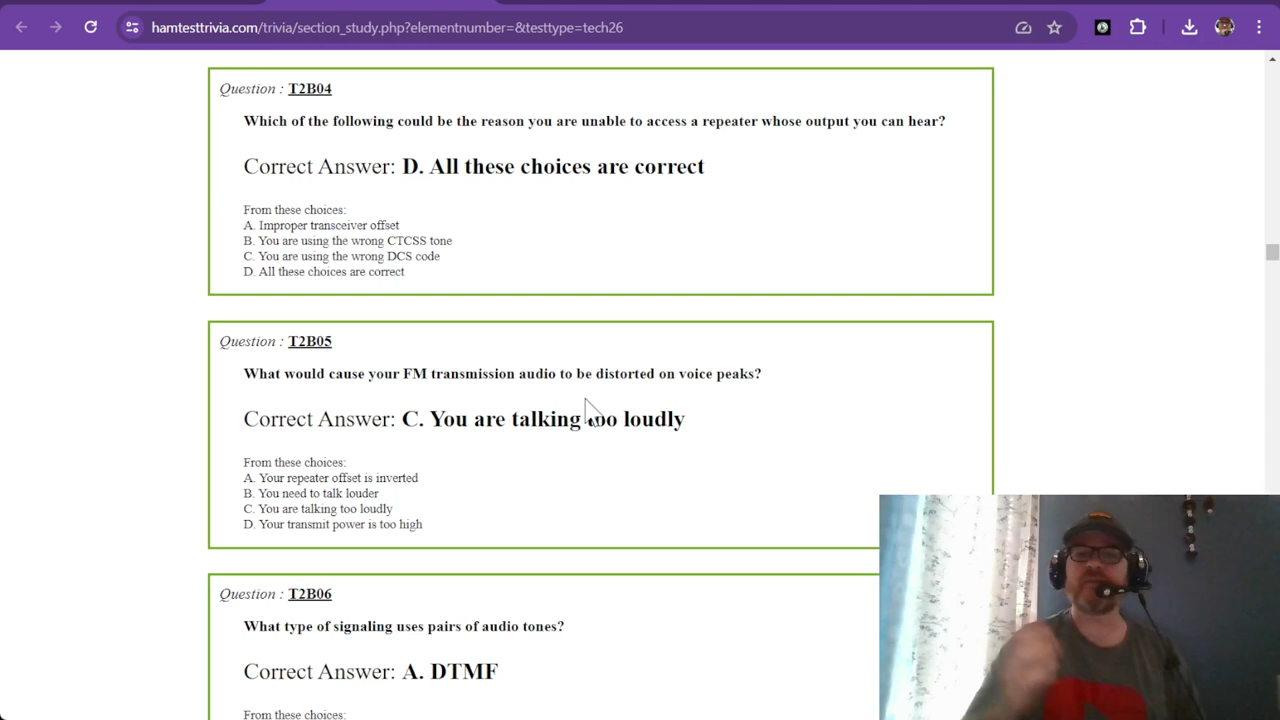 hamtesttrivia.com/trivia/section_study.php?elementnumber=&testtype=tech26
Question : T2B04
Which of the following could be the reason you are unable to access a repeater whose output you can hear?
Correct Answer: D. All these choices are correct
From these choices:
A. Improper transceiver offset
B. You are using the wrong CTCSS tone
C. You are using the wrong DCS code
D. All these choices are correct
Question : T2B05
What would cause your FM transmission audio to be distorted on voice peaks?
Correct Answer: C. You are talking too loudly
From these choices:
A. Your repeater offset is inverted
B. You need to talk louder
C. You are talking too loudly
D. Your transmit power is too high
Question : T2B06
What type of signaling uses pairs of audio tones?
Correct Answer: A. DTMF
From these choices: